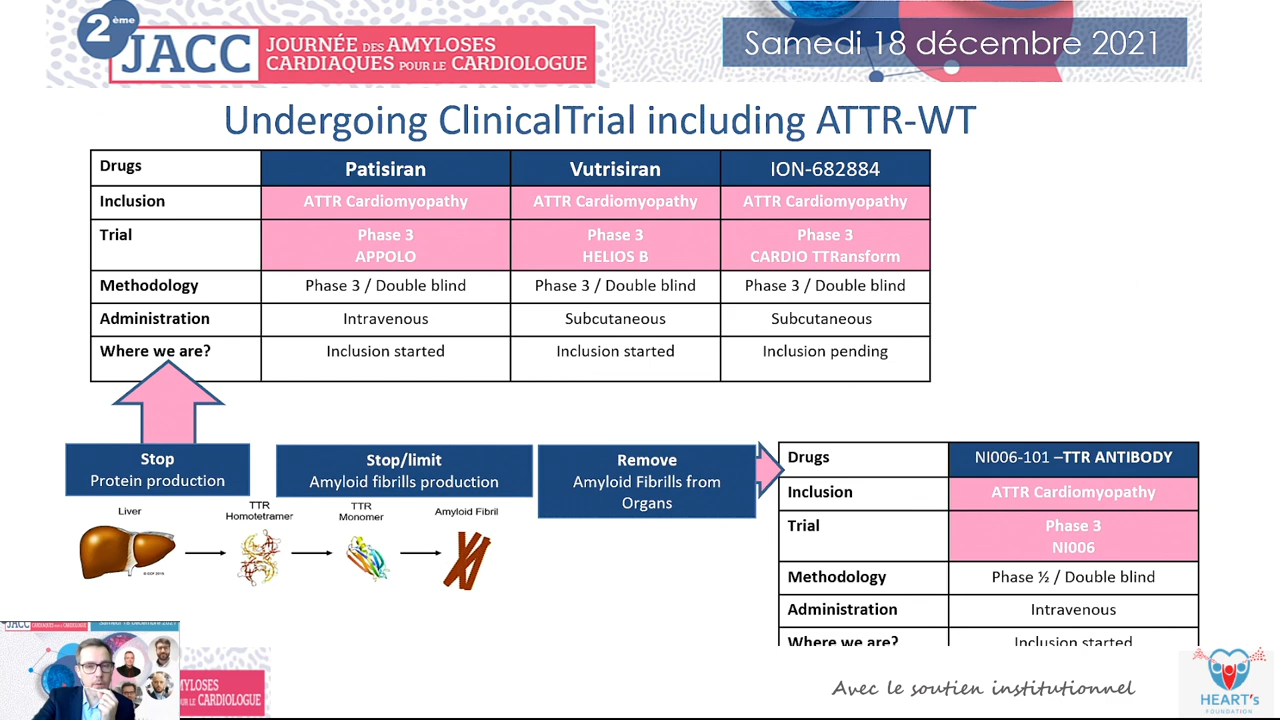 2ème
JACC
JOURNÉE DES AMYLOSES
CARDIAQUES POUR LE CARDIOLOGUE
Samedi 18 décembre 2021
Undergoing ClinicalTrial including ATTR-WT
Drugs Patisiran Vutrisiran ION-682884
Inclusion ATTR Cardiomyopathy ATTR Cardiomyopathy ATTR Cardiomyopathy
Trial Phase 3 Phase 3 Phase 3
APPOLO HELIOS B CARDIO TTRansform
Methodology Phase 3 / Double blind Phase 3 / Double blind Phase 3 / Double blind
Administration Intravenous Subcutaneous Subcutaneous
Where we are? Inclusion started Inclusion started Inclusion pending
Stop
Protein production
Stop/limit
Amyloid fibrills production
Remove
Amyloid Fibrills from
Organs
Liver
TTR
Homotetramer
TTR
Monomer
Amyloid Fibril
Drugs NI006-101 –TTR ANTIBODY
Inclusion ATTR Cardiomyopathy
Trial Phase 3
NI006
Methodology Phase ½ / Double blind
Administration Intravenous
Where we are? Inclusion started
JACC
MYLOSES
CARDIOLOGUE
Avec le soutien institutionnel
HEART's
FOUNDATION